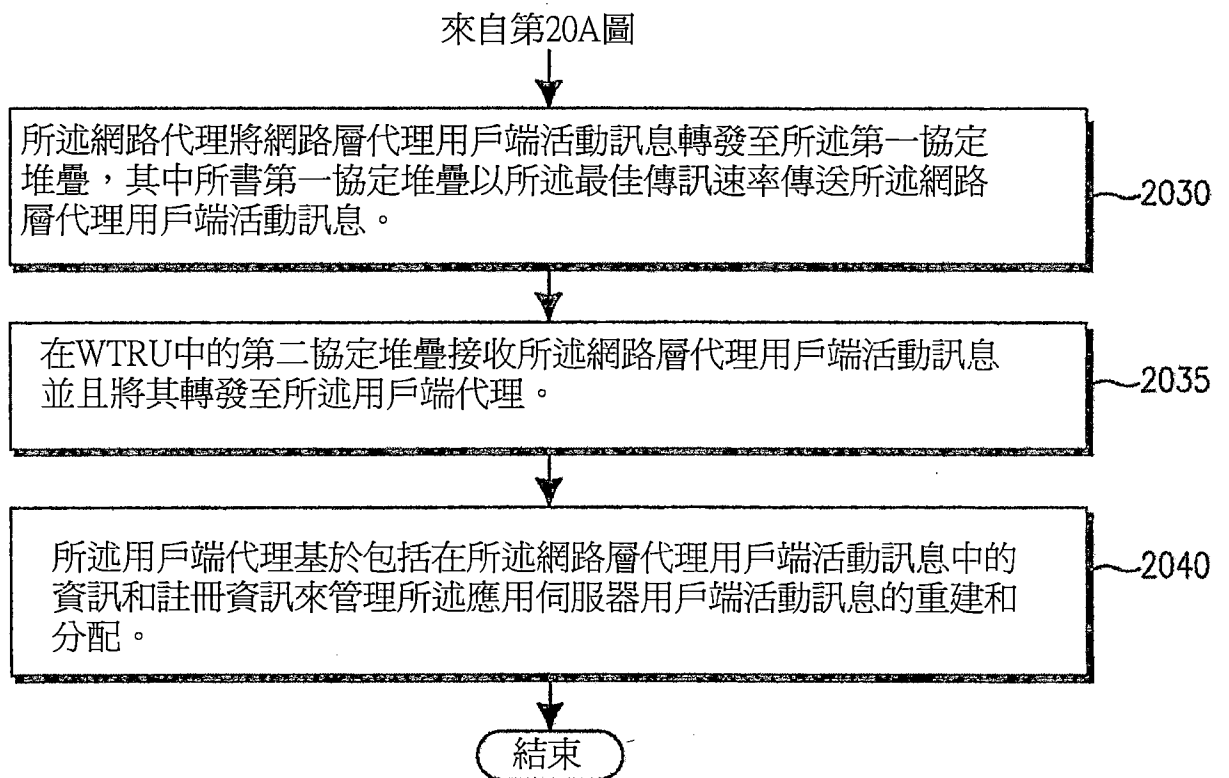 來自第20A圖
所述網路代理將網路層代理用戶端活動訊息轉發至所述第一協定
堆疊，其中所書第一協定堆疊以所述最佳傳訊速率傳送所述網路
層代理用戶端活動訊息。
2030
在WTRU中的第二協定堆疊接收所述網路層代理用戶端活動訊息
並且將其轉發至所述用戶端代理。
2035
所述用戶端代理基於包括在所述網路層代理用戶端活動訊息中的
資訊和註冊資訊來管理所述應用伺服器用戶端活動訊息的重建和
分配。
2040
結束